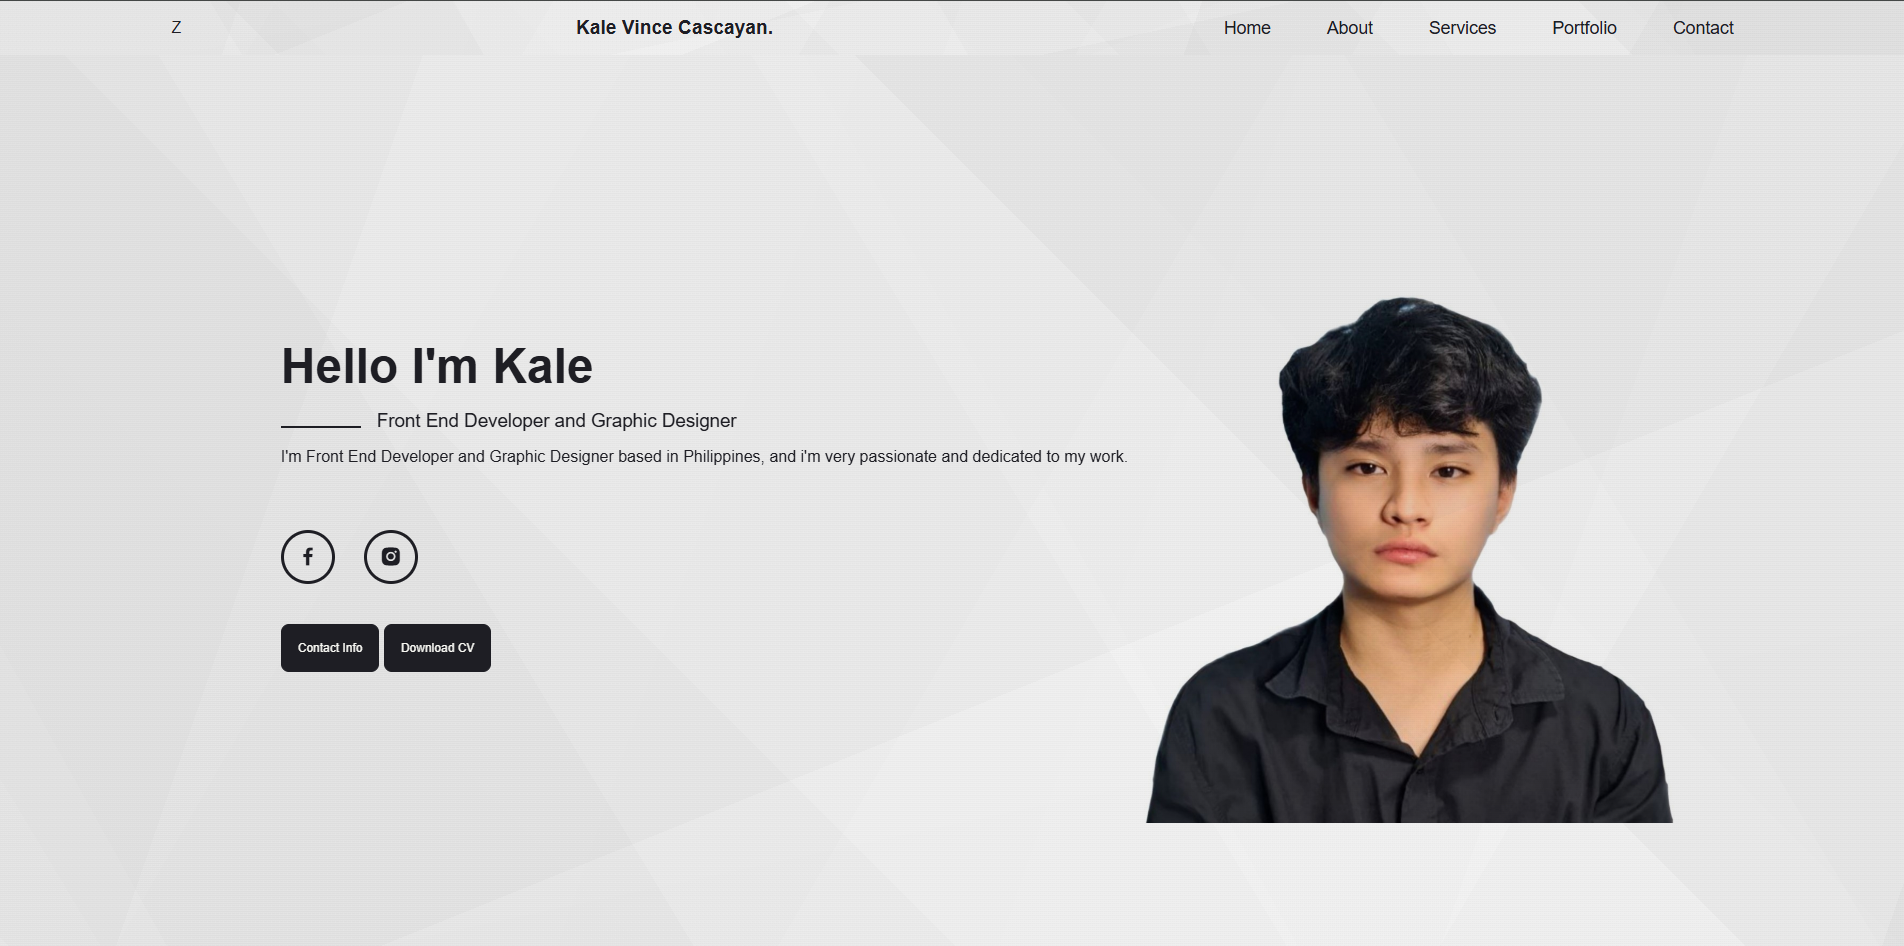 Z
Kale Vince Cascayan.
Home
About
Services
Portfolio
Contact
Hello I'm Kale
Front End Developer and Graphic Designer
I'm Front End Developer and Graphic Designer based in Philippines, and i'm very passionate and dedicated to my work.
Contact Info
Download CV